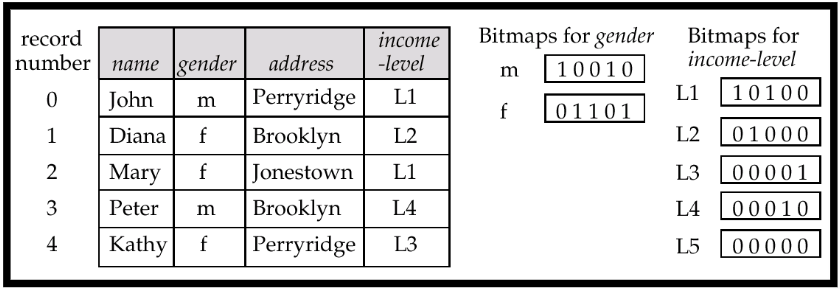 record number name gender address income -level
0 John m Perryridge L1
1 Diana f Brooklyn L2
2 Mary f Jonestown L1
3 Peter m Brooklyn L4
4 Kathy f Perryridge L3
Bitmaps for gender
m 10010
f 01101
Bitmaps for
income-level
L1 10100
L2 01000
L3 00001
L4 00010
L5 00000